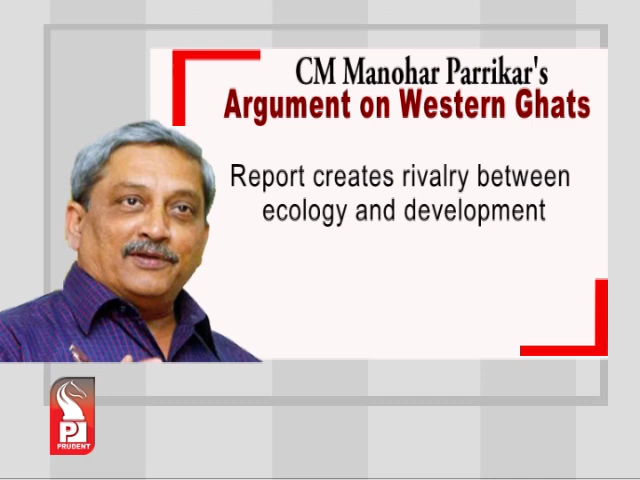 CM Manohar Parrikar's
Argument on Western Ghats
Report creates rivalry between
ecology and development
P
PRUDENT